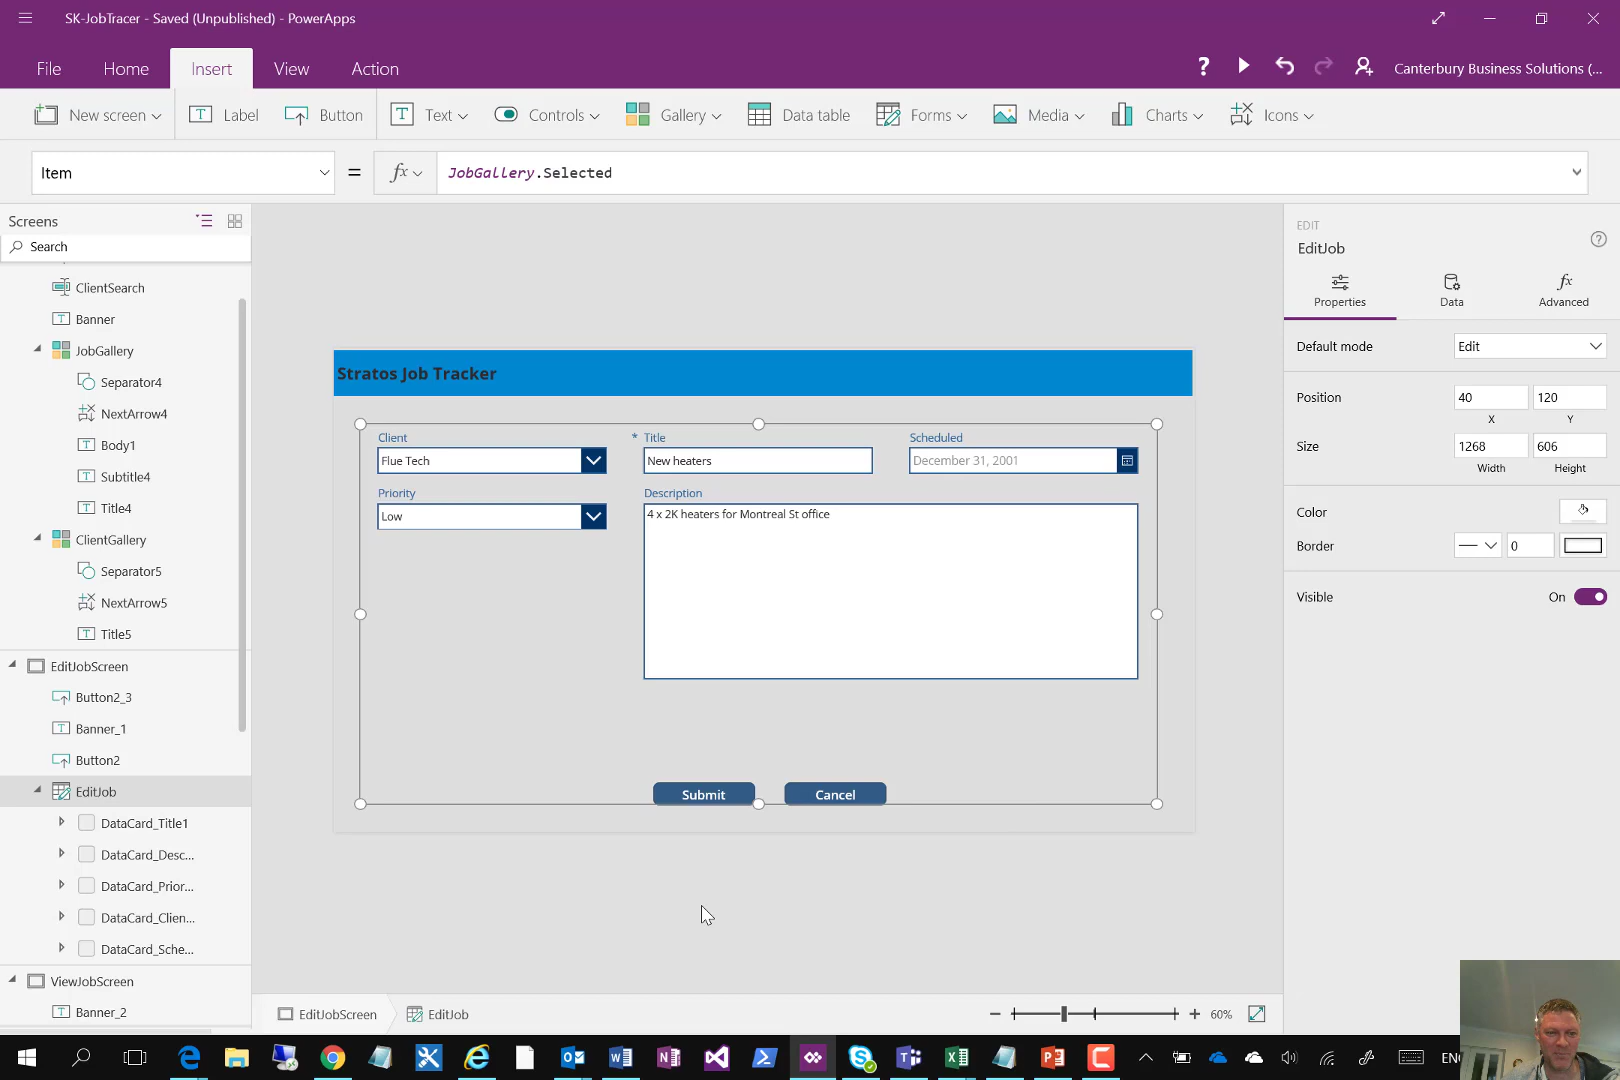 SK-JobTracer - Saved (Unpublished) - PowerApps
File Home Insert View Action
? Canterbury Business Solutions (...
New screen Label Button Text Controls Gallery Data table Forms Media Charts Icons
Item = fx JobGallery.Selected
Screens
Search
ClientSearch
Banner
JobGallery
Separator4
NextArrow4
Body1
Subtitle4
Title4
ClientGallery
Separator5
NextArrow5
Title5
EditJobScreen
Button2_3
Banner_1
Button2
EditJob
DataCard_Title1
DataCard_Desc...
DataCard_Prior...
DataCard_Clien...
DataCard_Sche...
ViewJobScreen
Banner_2
Stratos Job Tracker
Client * Title Scheduled
Flue Tech New heaters December 31, 2001
Priority Description
Low 4 x 2K heaters for Montreal St office
Submit Cancel
EditJobScreen EditJob
60%
EDIT
EditJob
Properties Data Advanced
Default mode Edit
Position 40 120
X Y
Size 1268 606
Width Height
Color
Border 0
Visible On
ENG